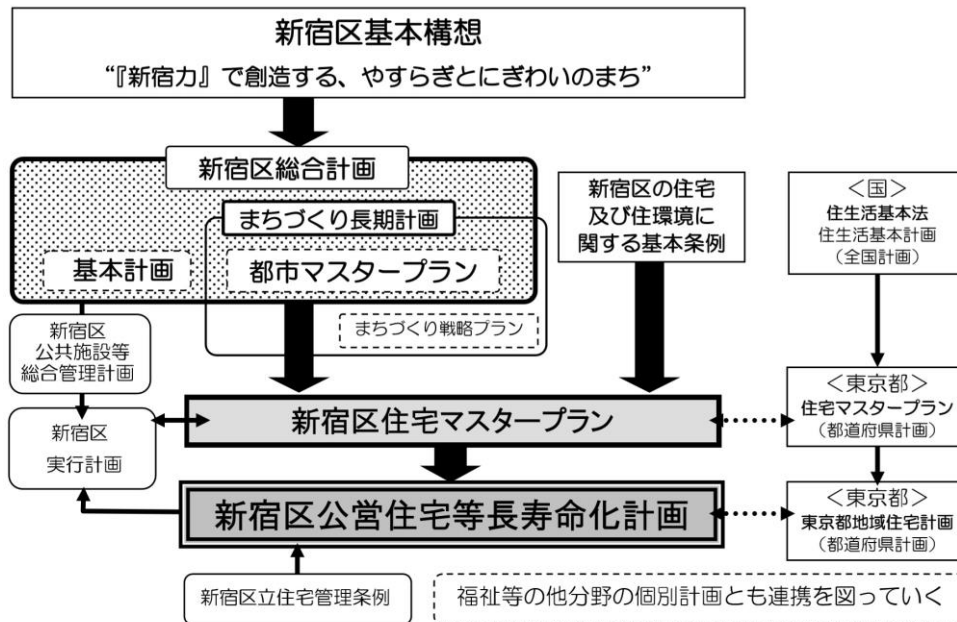 新宿区基本構想
“『新宿力』で創造する、やすらぎとにぎわいのまち”
新宿区総合計画
まちづくり長期計画
基本計画
都市マスタープラン
まちづくり戦略プラン
新宿区の住宅
及び住環境に
関する基本条例
＜国＞
住生活基本法
住生活基本計画
（全国計画）
新宿区
公共施設等
総合管理計画
新宿区
実行計画
新宿区住宅マスタープラン
＜東京都＞
住宅マスタープラン
（都道府県計画）
新宿区公営住宅等長寿命化計画
＜東京都＞
東京都地域住宅計画
（都道府県計画）
新宿区立住宅管理条例
福祉等の他分野の個別計画とも連携を図っていく